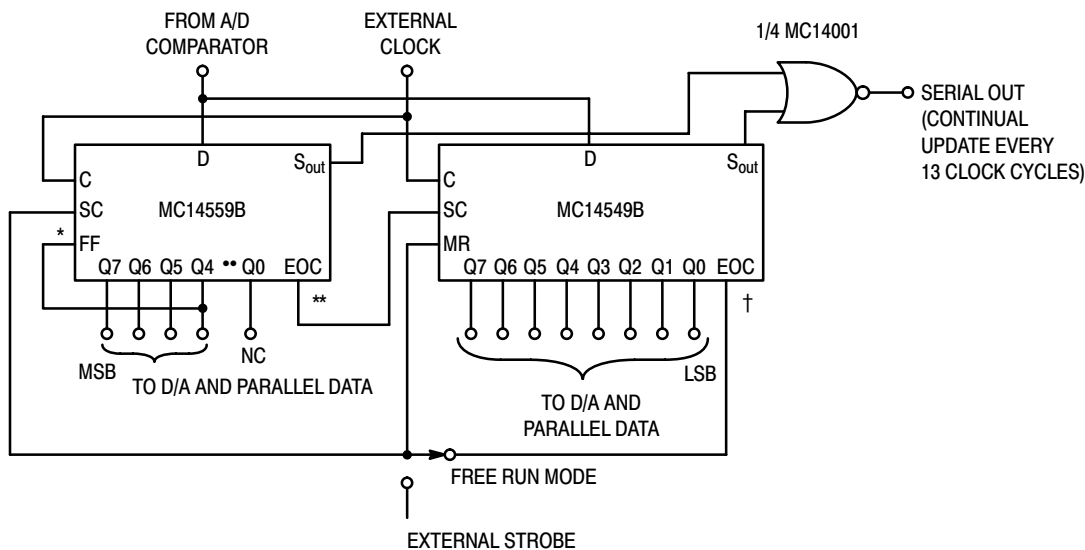 FROM A/D
COMPARATOR
EXTERNAL
CLOCK
1/4 MC14001
SERIAL OUT
(CONTINUAL
UPDATE EVERY
13 CLOCK CYCLES)
D
Sout
C
SC
* FF
MC14559B
Q7 Q6 Q5 Q4 •• Q0 EOC
**
D
Sout
C
SC
MR
MC14549B
Q7 Q6 Q5 Q4 Q3 Q2 Q1 Q0 EOC
†
MSB
NC
TO D/A AND PARALLEL DATA
LSB
TO D/A AND
PARALLEL DATA
FREE RUN MODE
EXTERNAL STROBE